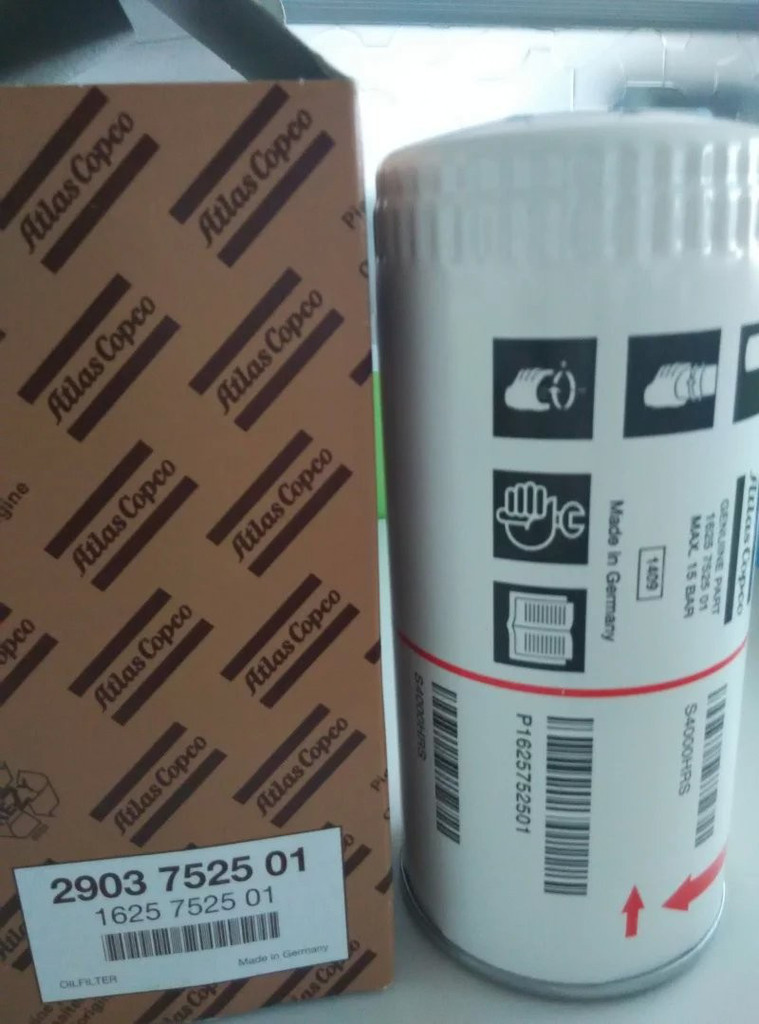 Atlas Copco
Atlas Copco
Atlas Copco
Atlas Copco
Atlas Copco
Atlas Copco
Atlas Copco
Atlas Copco
Atlas Copco
Atlas Copco
2903 7525 01
1625 7525 01
Made in Germany
OILFILTER
Atlas Copco
GENUINE PART
1625 7525 01
MAX. 15 BAR
1409
Made in Germany
S4000HRS
P1625752501
S4000HRS